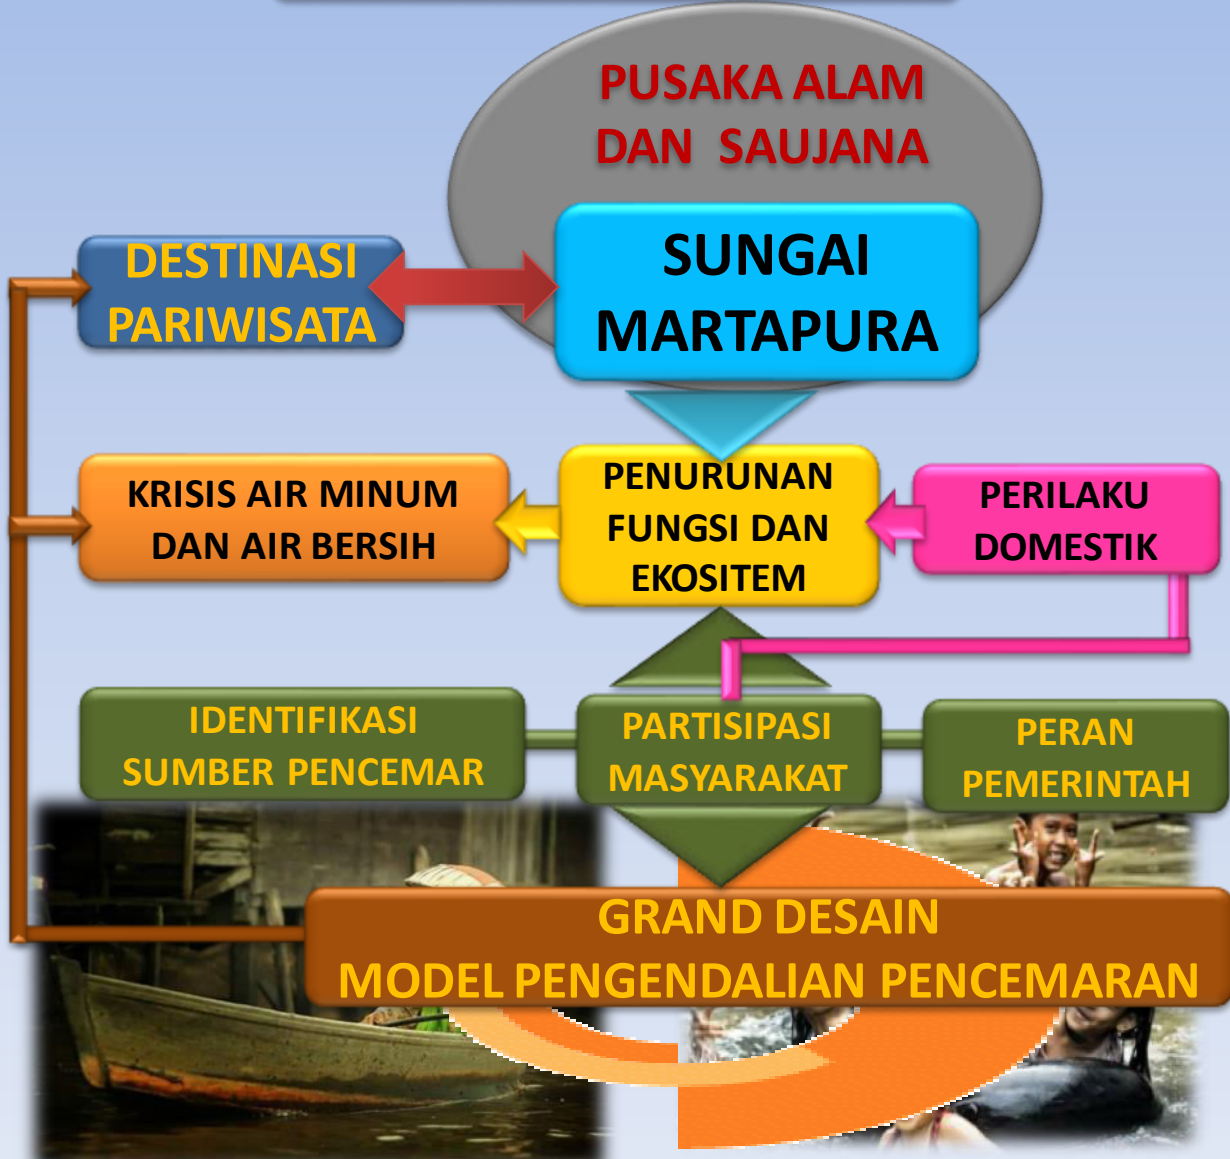 PUSAKA ALAM
DAN SAUJANA
SUNGAI
MARTAPURA
DESTINASI
PARIWISATA
KRISIS AIR MINUM
DAN AIR BERSIH
PENURUNAN
FUNGSI DAN
EKOSITEM
PERILAKU
DOMESTIK
IDENTIFIKASI
SUMBER PENCEMAR
PARTISIPASI
MASYARAKAT
PERAN
PEMERINTAH
GRAND DESAIN
MODEL PENGENDALIAN PENCEMARAN